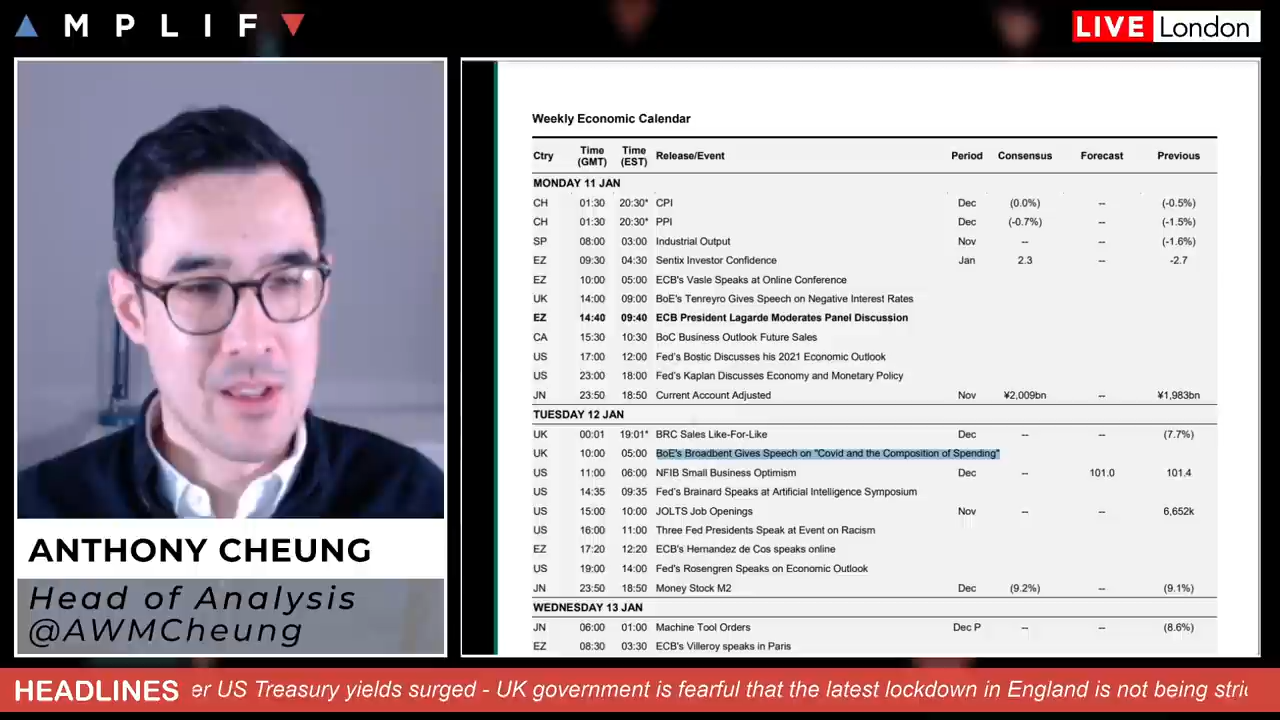 AMPLIFY
LIVE London
Weekly Economic Calendar
Ctry Time (GMT) Time (EST) Release/Event Period Consensus Forecast Previous
MONDAY 11 JAN
CH 01:30 20:30* CPI Dec (0.0%) -- (-0.5%)
CH 01:30 20:30* PPI Dec (-0.7%) -- (-1.5%)
SP 08:00 03:00 Industrial Output Nov -- -- (-1.6%)
EZ 09:30 04:30 Sentix Investor Confidence Jan 2.3 -- -2.7
EZ 10:00 05:00 ECB's Vasle Speaks at Online Conference
UK 14:00 09:00 BoE's Tenreyro Gives Speech on Negative Interest Rates
EZ 14:40 09:40 ECB President Lagarde Moderates Panel Discussion
CA 15:30 10:30 BoC Business Outlook Future Sales
US 17:00 12:00 Fed's Bostic Discusses his 2021 Economic Outlook
US 23:00 18:00 Fed's Kaplan Discusses Economy and Monetary Policy
JN 23:50 18:50 Current Account Adjusted Nov ¥2,009bn -- ¥1,983bn
TUESDAY 12 JAN
UK 00:01 19:01* BRC Sales Like-For-Like Dec -- -- (7.7%)
UK 10:00 05:00 BoE's Broadbent Gives Speech on "Covid and the Composition of Spending"
US 11:00 06:00 NFIB Small Business Optimism Dec -- 101.0 101.4
US 14:35 09:35 Fed's Brainard Speaks at Artificial Intelligence Symposium
US 15:00 10:00 JOLTS Job Openings Nov -- 6,652k
US 16:00 11:00 Three Fed Presidents Speak at Event on Racism
EZ 17:20 12:20 ECB's Hernandez de Cos speaks online
US 19:00 14:00 Fed's Rosengren Speaks on Economic Outlook
JN 23:50 18:50 Money Stock M2 Dec (9.2%) -- (9.1%)
WEDNESDAY 13 JAN
JN 06:00 01:00 Machine Tool Orders Dec P -- -- (8.6%)
EZ 08:30 03:30 ECB's Villeroy speaks in Paris
ANTHONY CHEUNG
Head of Analysis
@AWMCheung
HEADLINES er US Treasury yields surged - UK government is fearful that the latest lockdown in England is not being stri